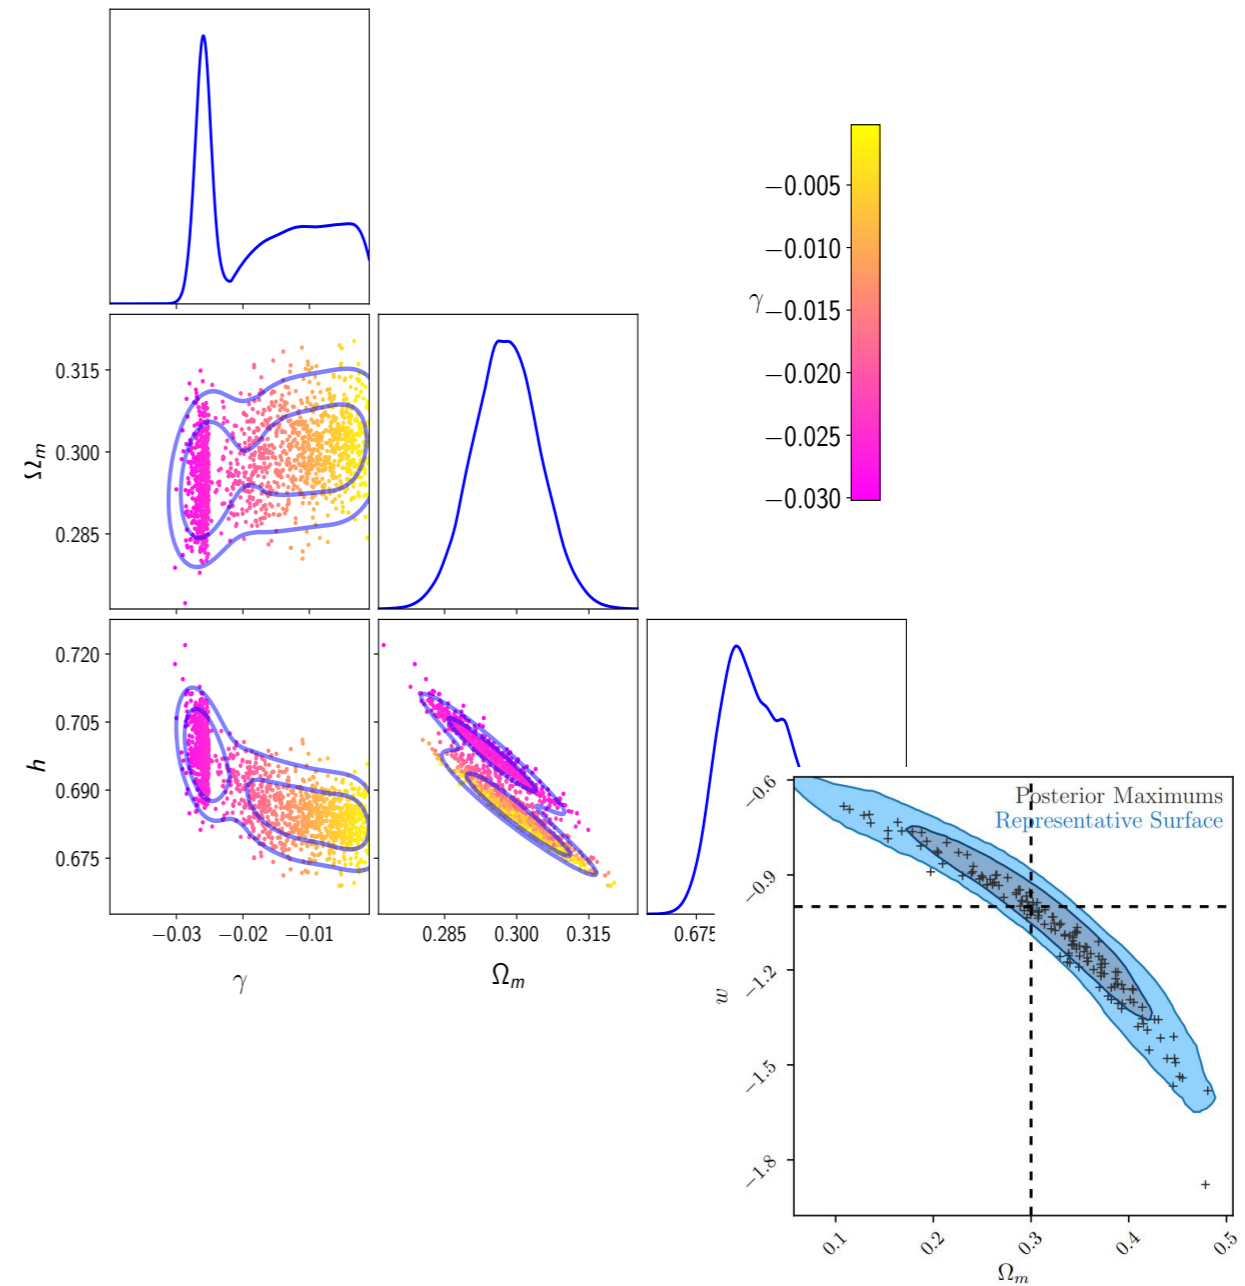 −0.005
−0.010
γ
−0.015
−0.020
−0.025
−0.030
0.315
0.300
0.285
Ωm
0.720
0.705
0.690
0.675
h
−0.03 −0.02 −0.01
γ
0.285 0.300 0.315
Ωm
0.675
Posterior Maximums
Representative Surface
−0.6
−0.9
−1.2
−1.5
−1.8
w
0.1 0.2 0.3 0.4 0.5
Ωm